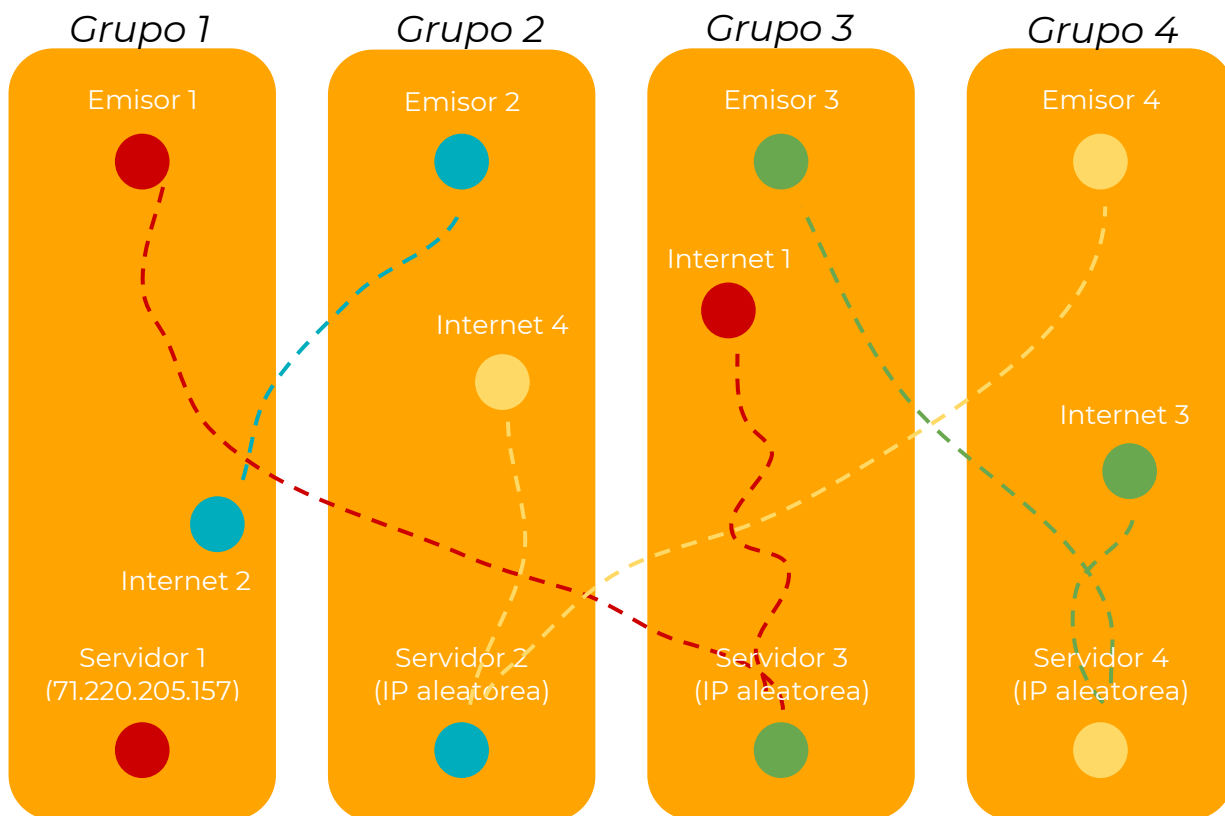 Grupo 1
Grupo 2
Grupo 3
Grupo 4
Emisor 1
Emisor 2
Emisor 3
Emisor 4
Internet 1
Internet 4
Internet 3
Internet 2
Servidor 1
(71.220.205.157)
Servidor 2
(IP aleatorea)
Servidor 3
(IP aleatorea)
Servidor 4
(IP aleatorea)